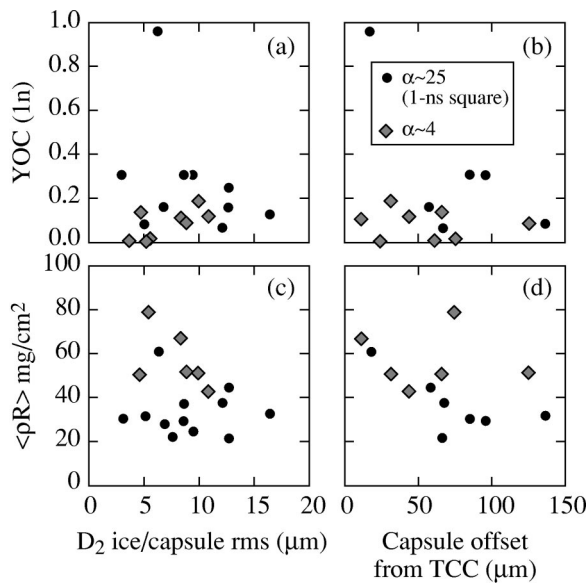 (a)
(b)
YOC (1n)
1.0
0.8
0.6
0.4
0.2
0.0
α~25
(1-ns square)
α~4
(c)
(d)
<ρR> mg/cm²
100
80
60
40
20
0
0 5 10 15 20
0 50 100 150
D₂ ice/capsule rms (μm)
Capsule offset
from TCC (μm)